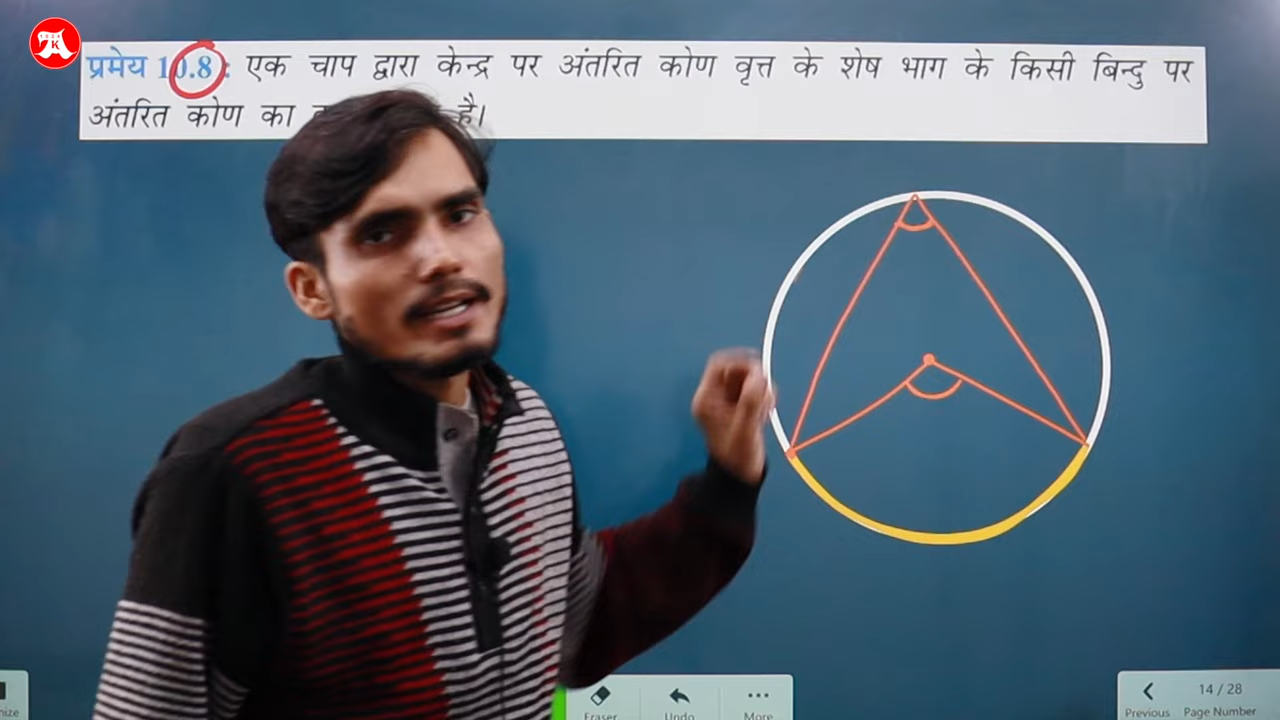 प्रमेय 10.8 : एक चाप द्वारा केन्द्र पर अंतरित कोण वृत्त के शेष भाग के किसी बिन्दु पर
अंतरित कोण का है।
Eraser
Undo
More
Previous
14 / 28
Page Number